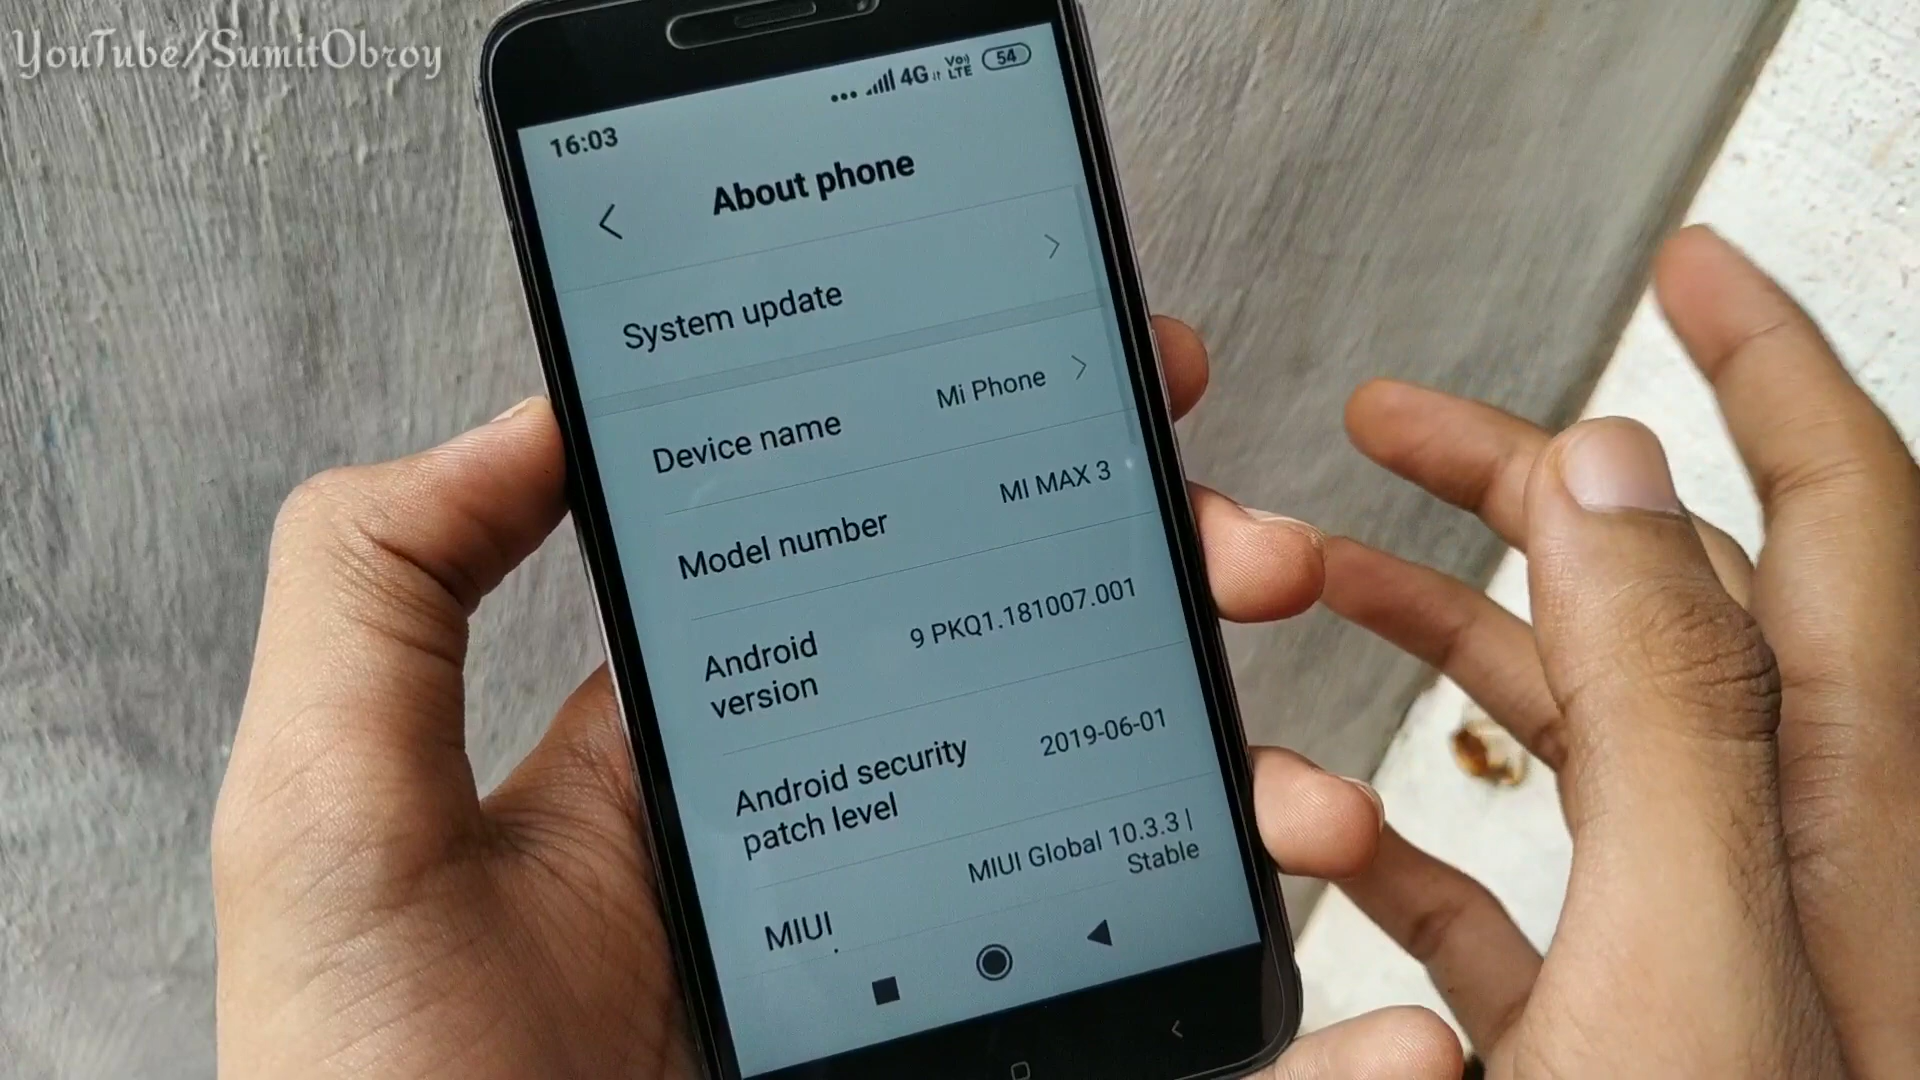 YouTube/SumitObroy
16:03
4G
Vo))
LTE
54
About phone
System update
Device name
Mi Phone
Model number
MI MAX 3
Android
version
9 PKQ1.181007.001
Android security
patch level
2019-06-01
MIUI
MIUI Global 10.3.3 |
Stable